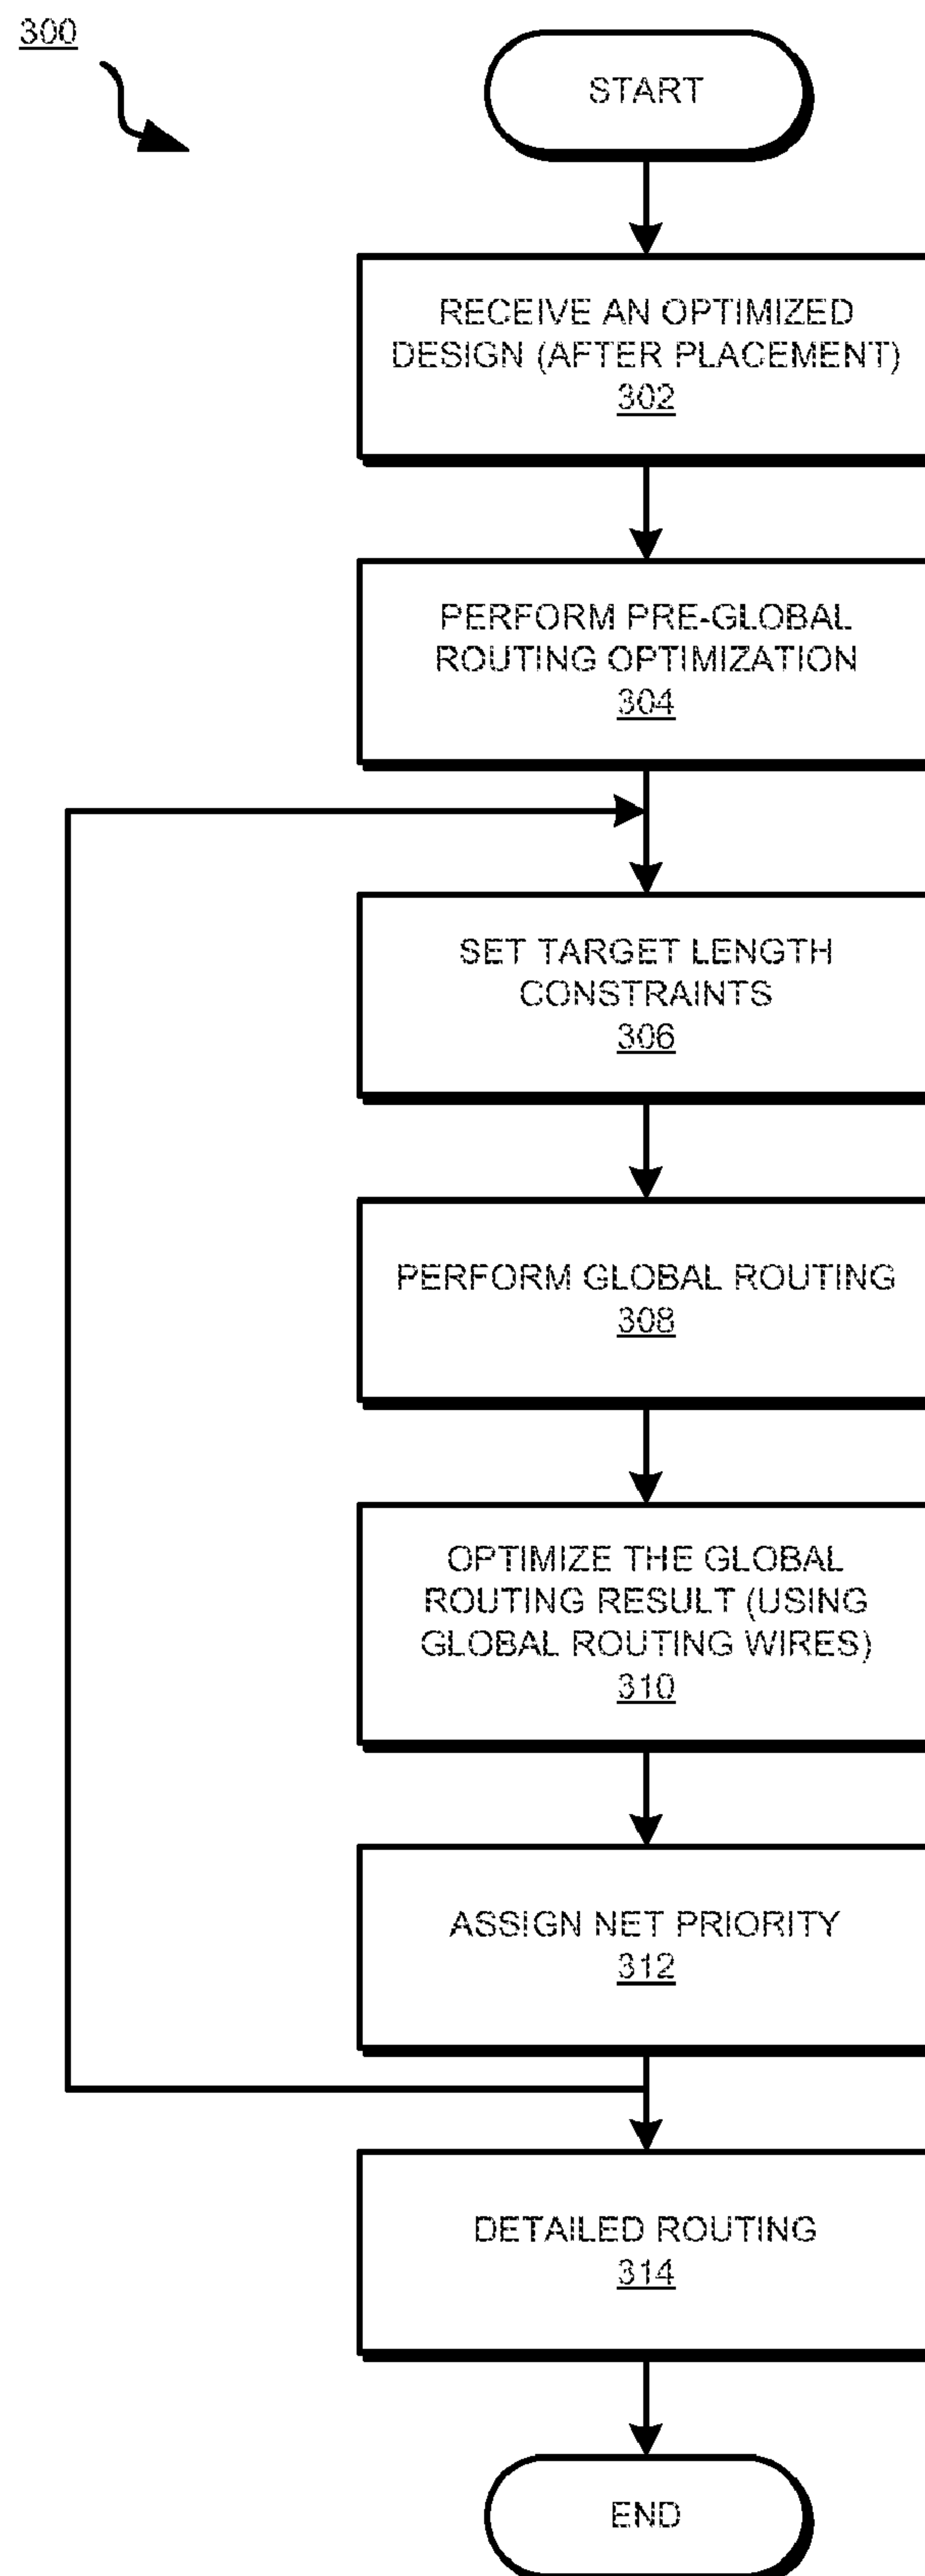 300
START
RECEIVE AN OPTIMIZED
DESIGN (AFTER PLACEMENT)
302
PERFORM PRE-GLOBAL
ROUTING OPTIMIZATION
304
SET TARGET LENGTH
CONSTRAINTS
306
PERFORM GLOBAL ROUTING
308
OPTIMIZE THE GLOBAL
ROUTING RESULT (USING
GLOBAL ROUTING WIRES)
310
ASSIGN NET PRIORITY
312
DETAILED ROUTING
314
END